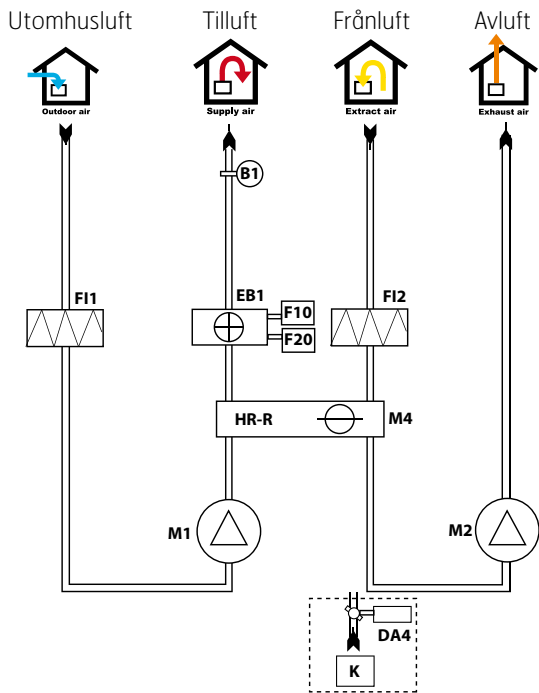 Utomhusluft Tilluft Frånluft Avluft
Outdoor air Supply air Extract air Exhaust air
B1
FI1 EB1 F10 FI2
F20
HR-R M4
M1 M2
DA4
K